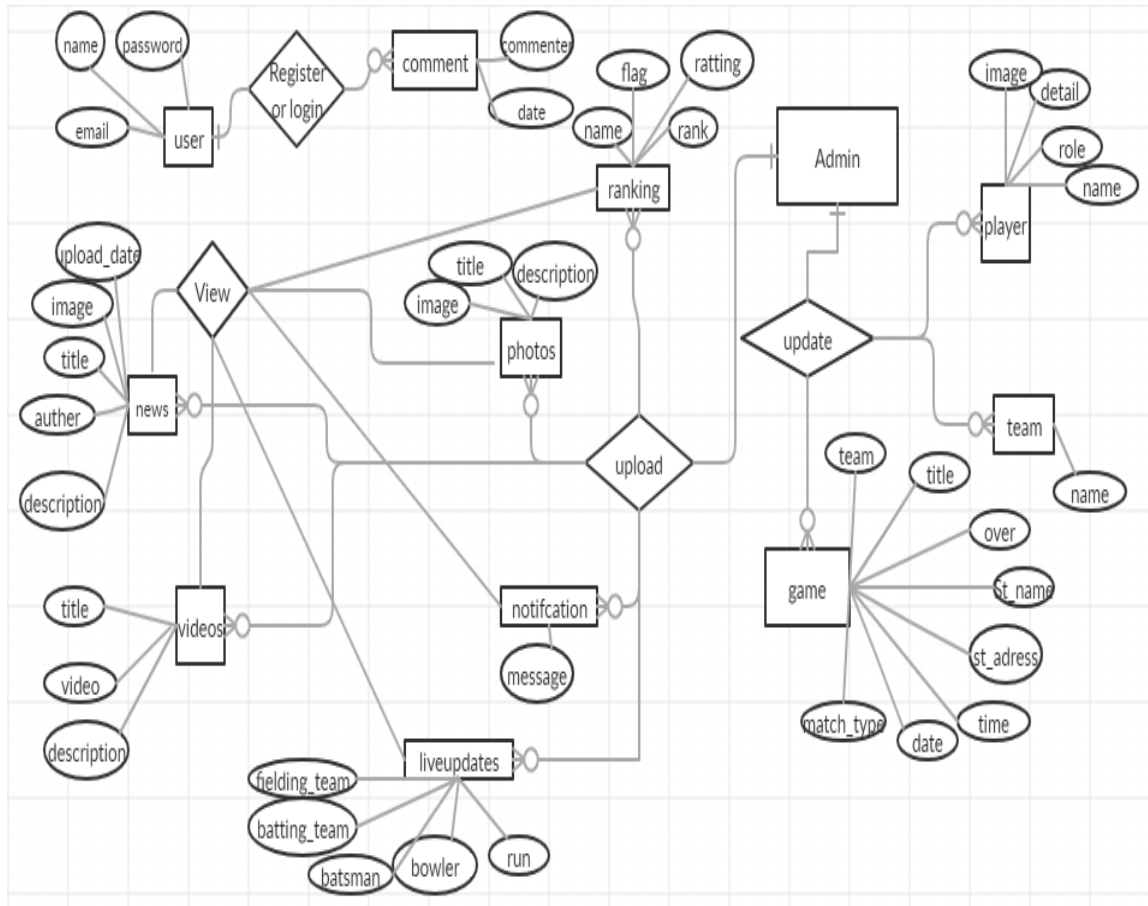 name
password
email
user
Register
or login
comment
commenter
date
flag
ratting
name
rank
ranking
Admin
image
detail
role
name
player
upload_date
image
title
auther
description
news
View
title
description
image
photos
update
upload
team
name
team
title
over
St_name
st_adress
time
date
match_type
game
title
video
description
videos
notifcation
message
liveupdates
fielding_team
batting_team
batsman
bowler
run